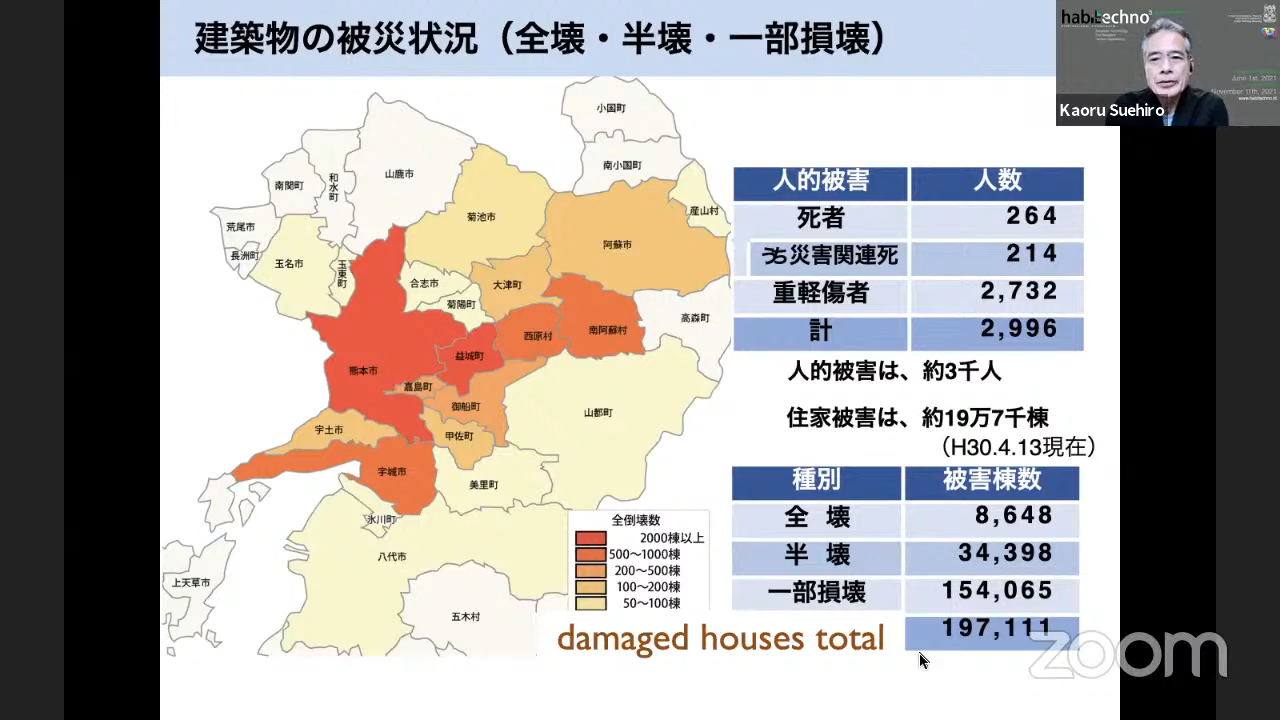 建築物の被災状況（全壊・半壊・一部損壊）
habitechno
June 1st, 2021
November 11th, 2021
www.habitechno.nl
Kaoru Suehiro
小国町
南小国町
産山村
山鹿市
和水町
南関町
荒尾市
長洲町
玉名市
玉東町
菊池市
阿蘇市
合志市
大津町
菊陽町
高森町
西原村
南阿蘇村
益城町
熊本市
嘉島町
御船町
山都町
宇土市
甲佐町
宇城市
美里町
氷川町
八代市
上天草市
五木村
全倒壊数
2000棟以上
500〜1000棟
200〜500棟
100〜200棟
50〜100棟
人的被害 人数
死者 264
うち災害関連死 214
重軽傷者 2,732
計 2,996
人的被害は、約3千人
住家被害は、約19万7千棟
（H30.4.13現在）
種別 被害棟数
全 壊 8,648
半 壊 34,398
一部損壊 154,065
damaged houses total 197,111
zoom